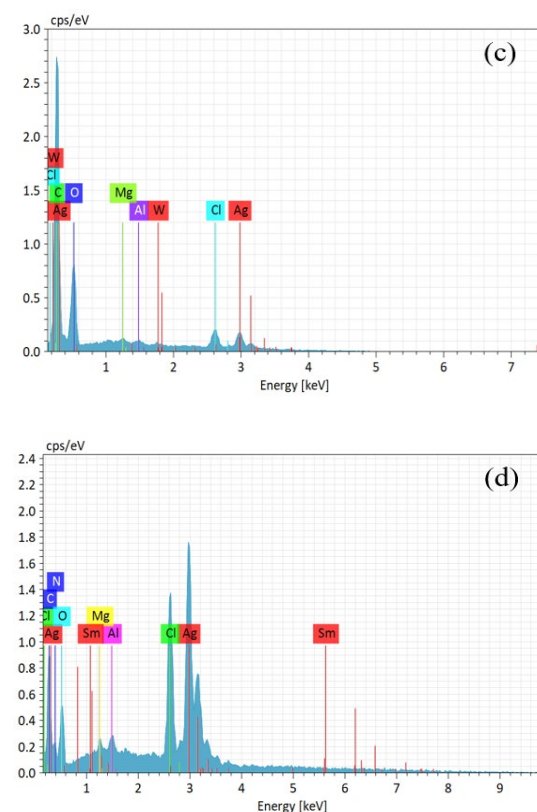 cps/eV
(c)
3.0
2.5
2.0
1.5
1.0
0.5
0.0
W
Cl
C O Mg
Ag Al W Cl Ag
1 2 3 4 5 6 7
Energy [keV]
cps/eV
(d)
2.4
2.2
2.0
1.8
1.6
1.4
1.2
1.0
0.8
0.6
0.4
0.2
0.0
N
C
Cl O Mg
Ag Sm Al Cl Ag Sm
1 2 3 4 5 6 7 8 9
Energy [keV]